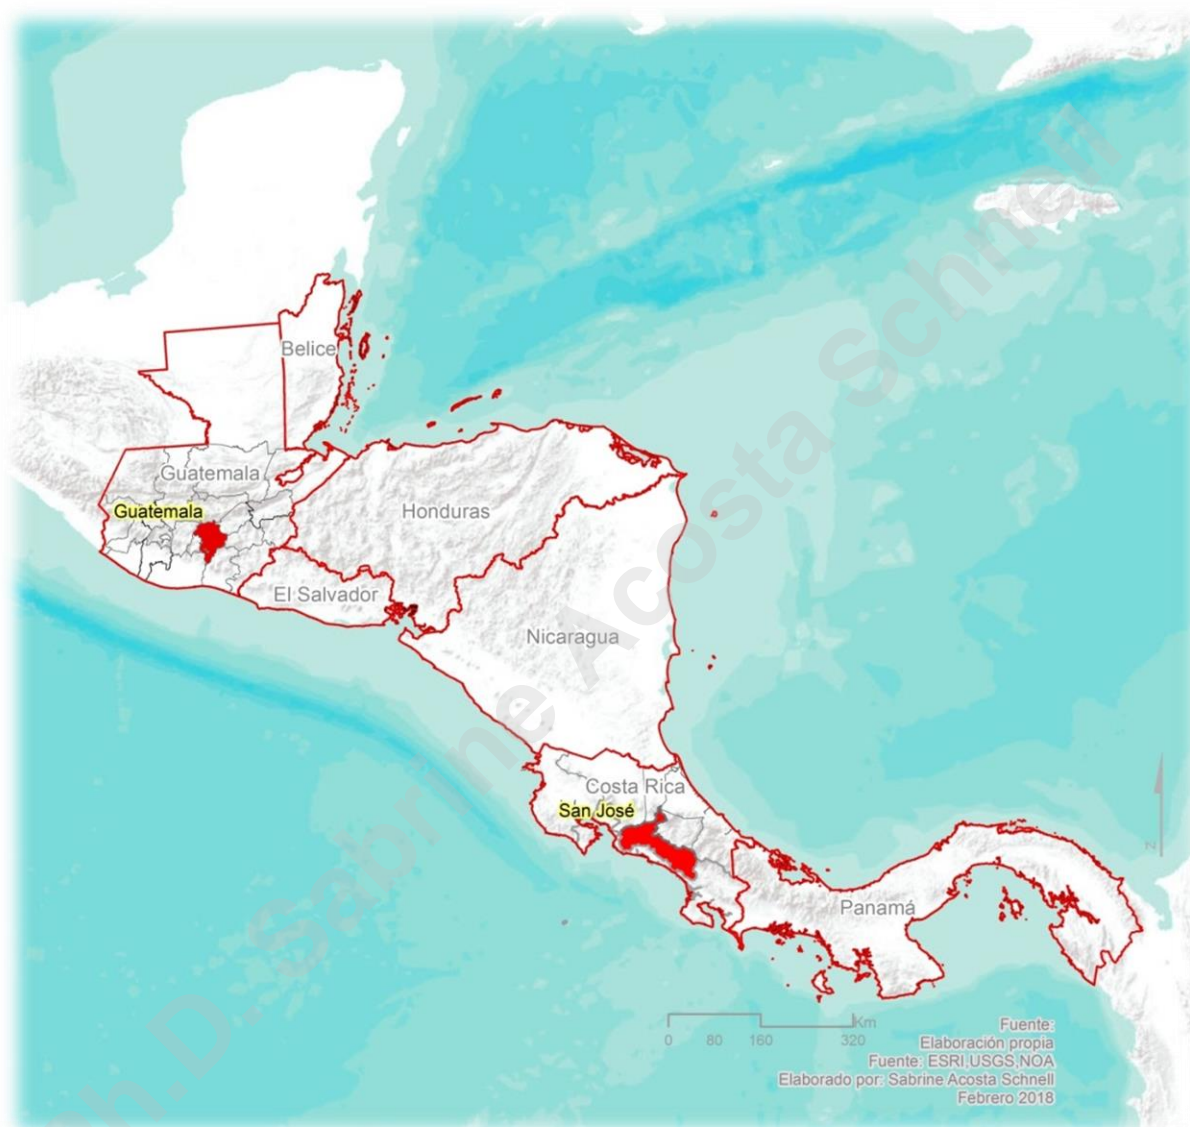 Belice
Guatemala
Guatemala
Honduras
El Salvador
Nicaragua
Costa Rica
San José
Panamá
N
Km
0 80 160 320
Fuente:
Elaboración propia
Fuente: ESRI,USGS,NOA
Elaborado por: Sabrine Acosta Schnell
Febrero 2018
Ph.D. Sabrine Acosta Schnell